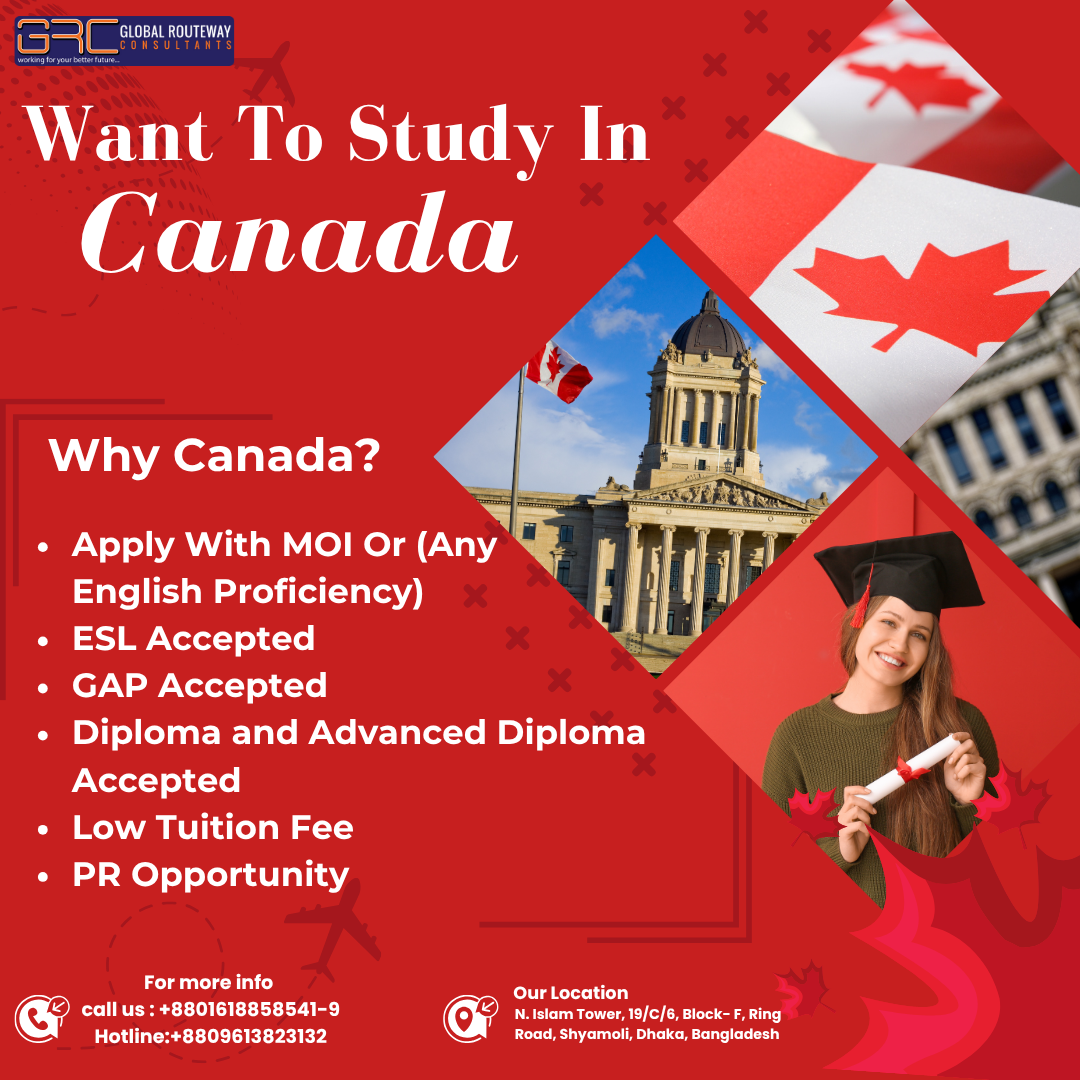 GRC GLOBAL ROUTEWAY
CONSULTANTS
working for your better future...
Want To Study In
Canada
Why Canada?
• Apply With MOI Or (Any
English Proficiency)
• ESL Accepted
• GAP Accepted
• Diploma and Advanced Diploma
Accepted
• Low Tuition Fee
• PR Opportunity
For more info
call us : +8801618858541-9
Hotline:+8809613823132
Our Location
N. Islam Tower, 19/C/6, Block- F, Ring
Road, Shyamoli, Dhaka, Bangladesh